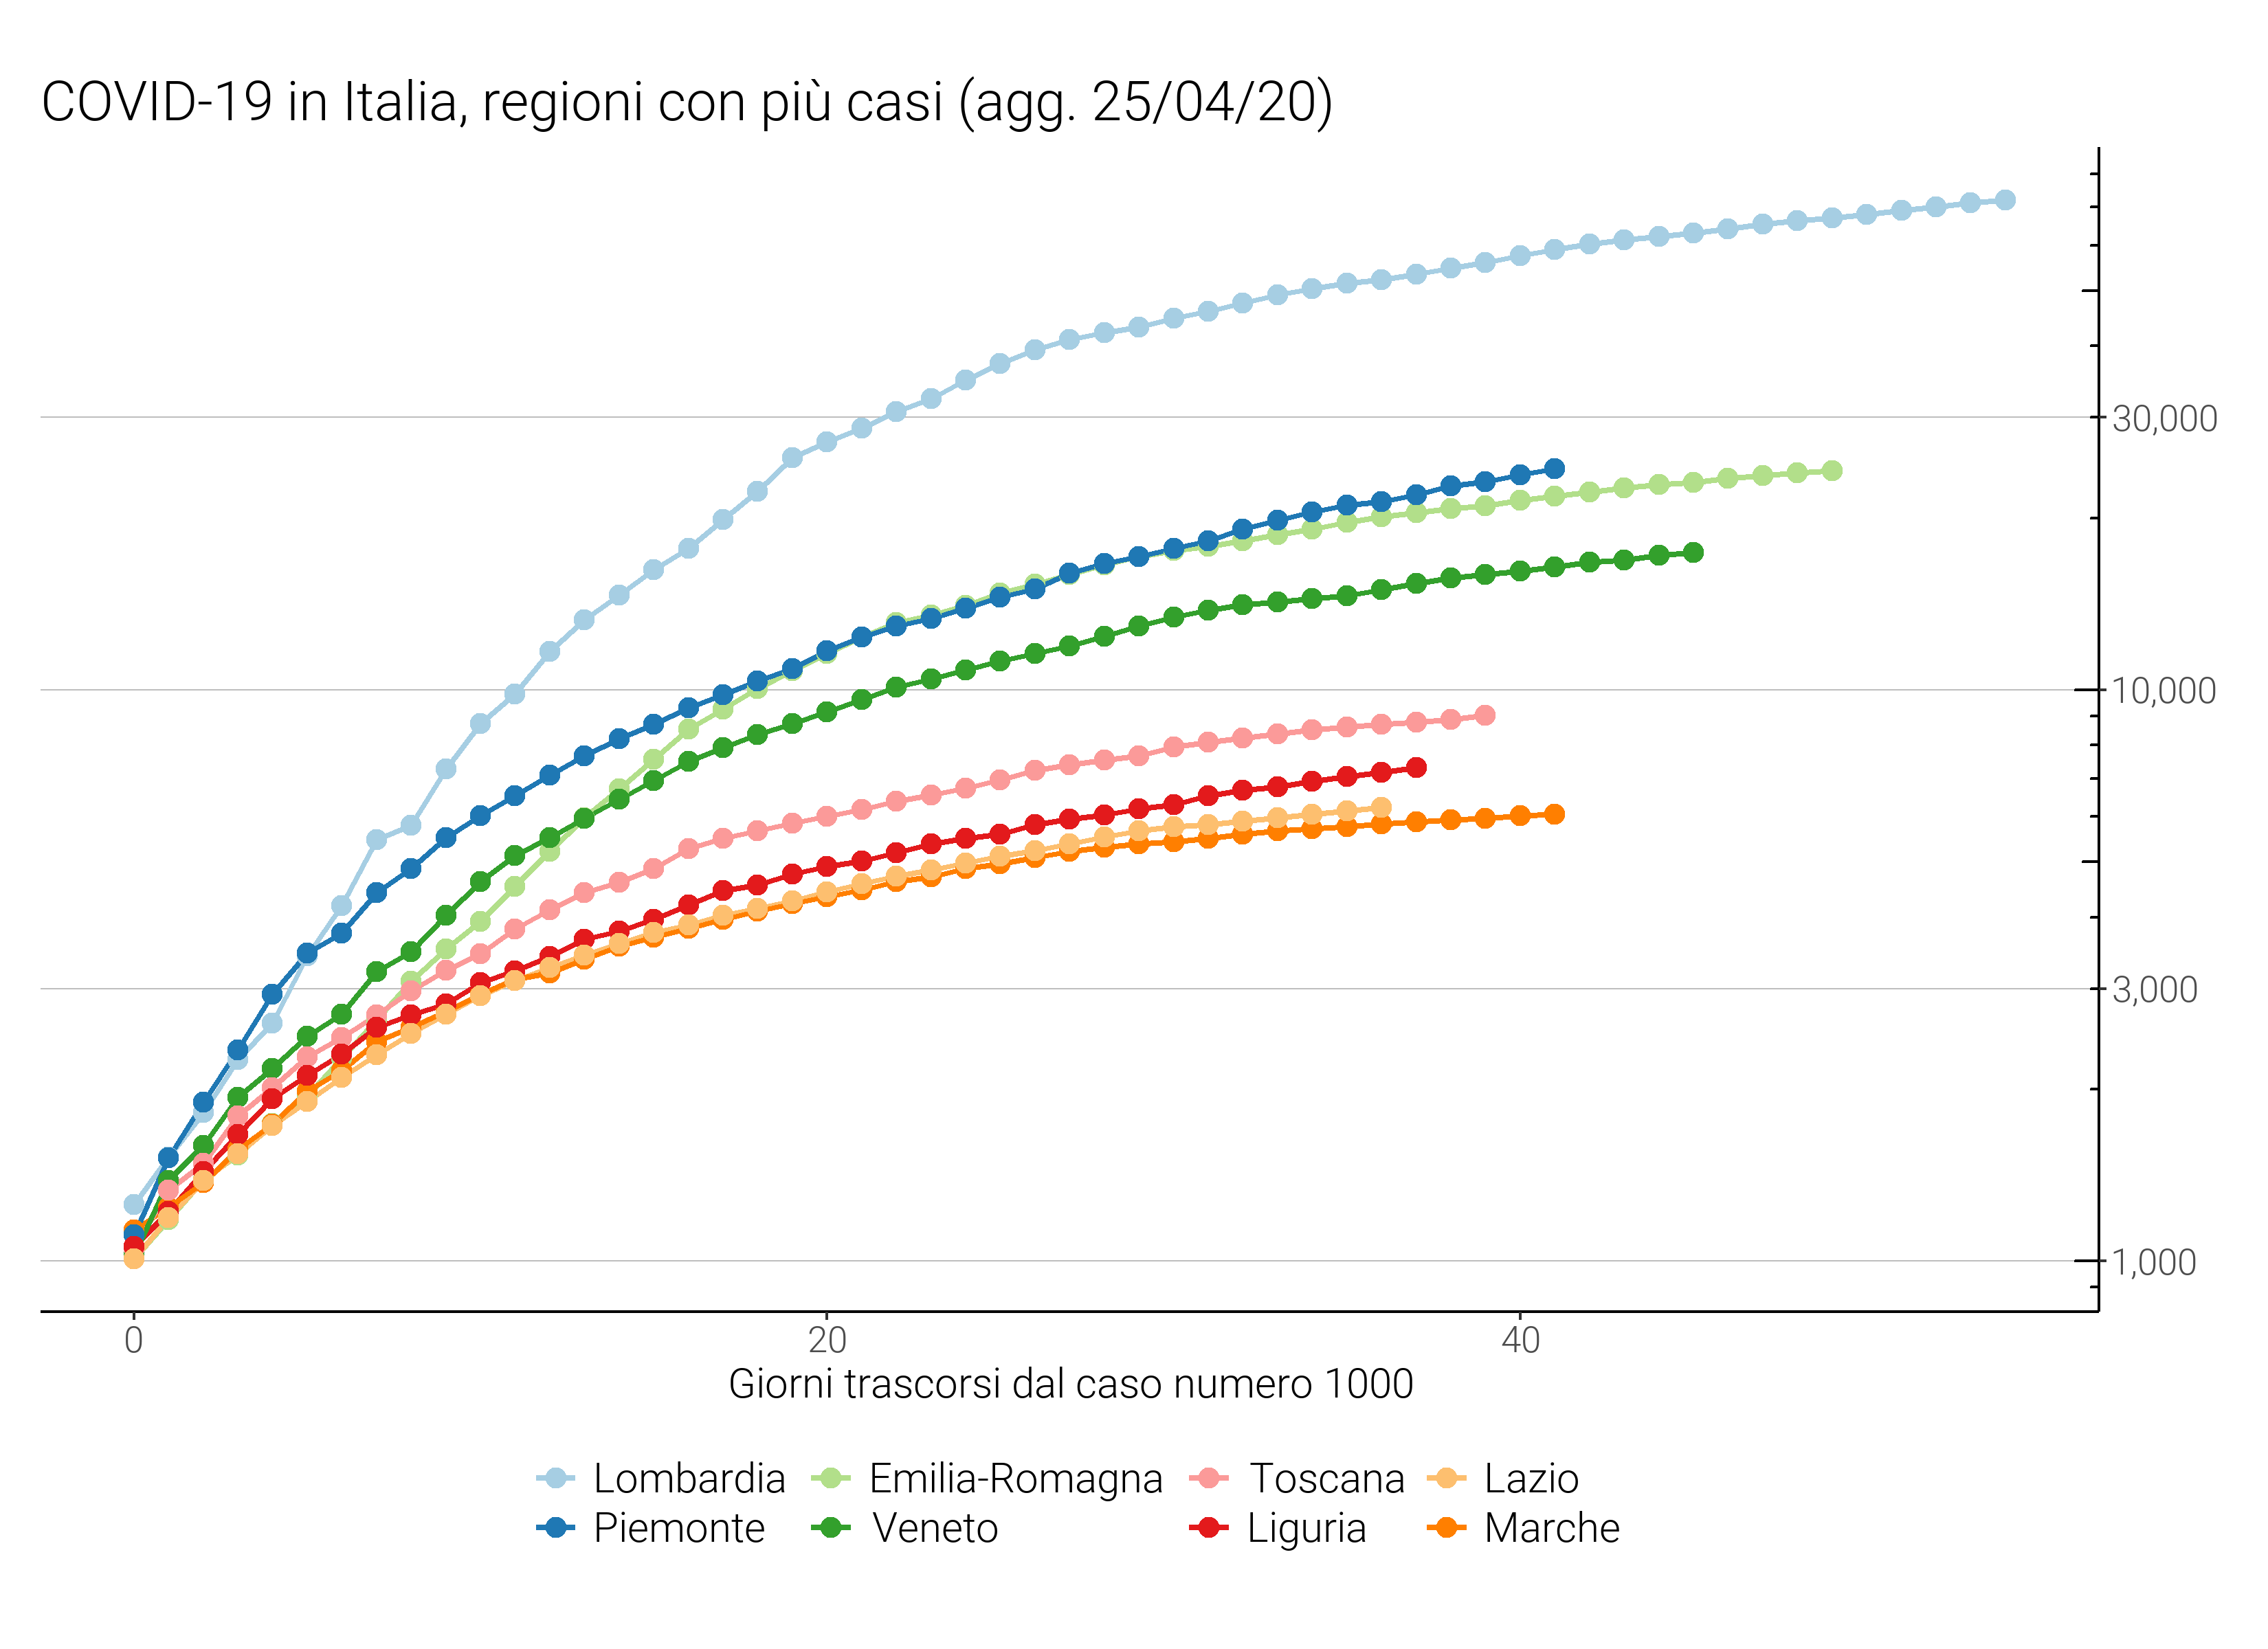 COVID-19 in Italia, regioni con più casi (agg. 25/04/20)
30,000
10,000
3,000
1,000
0 20 40
Giorni trascorsi dal caso numero 1000
Lombardia Emilia-Romagna Toscana Lazio
Piemonte Veneto Liguria Marche